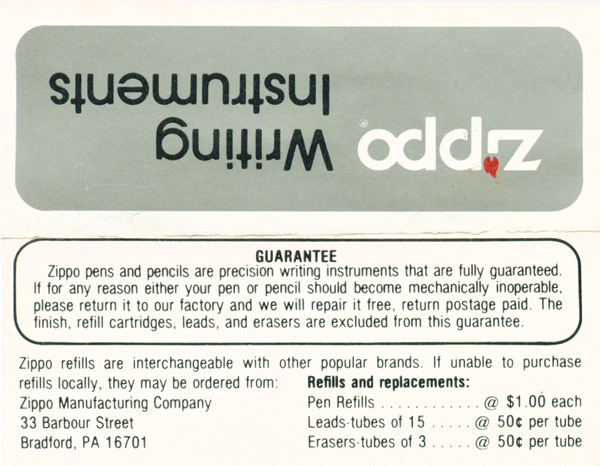 Zippo®
Writing
Instruments
GUARANTEE
Zippo pens and pencils are precision writing instruments that are fully guaranteed.
If for any reason either your pen or pencil should become mechanically inoperable,
please return it to our factory and we will repair it free, return postage paid. The
finish, refill cartridges, leads, and erasers are excluded from this guarantee.
Zippo refills are interchangeable with other popular brands. If unable to purchase
refills locally, they may be ordered from:
Zippo Manufacturing Company
33 Barbour Street
Bradford, PA 16701
Refills and replacements:
Pen Refills . . . . . . . . . . . . @ $1.00 each
Leads-tubes of 15 . . . . . @ 50¢ per tube
Erasers-tubes of 3 . . . . . @ 50¢ per tube